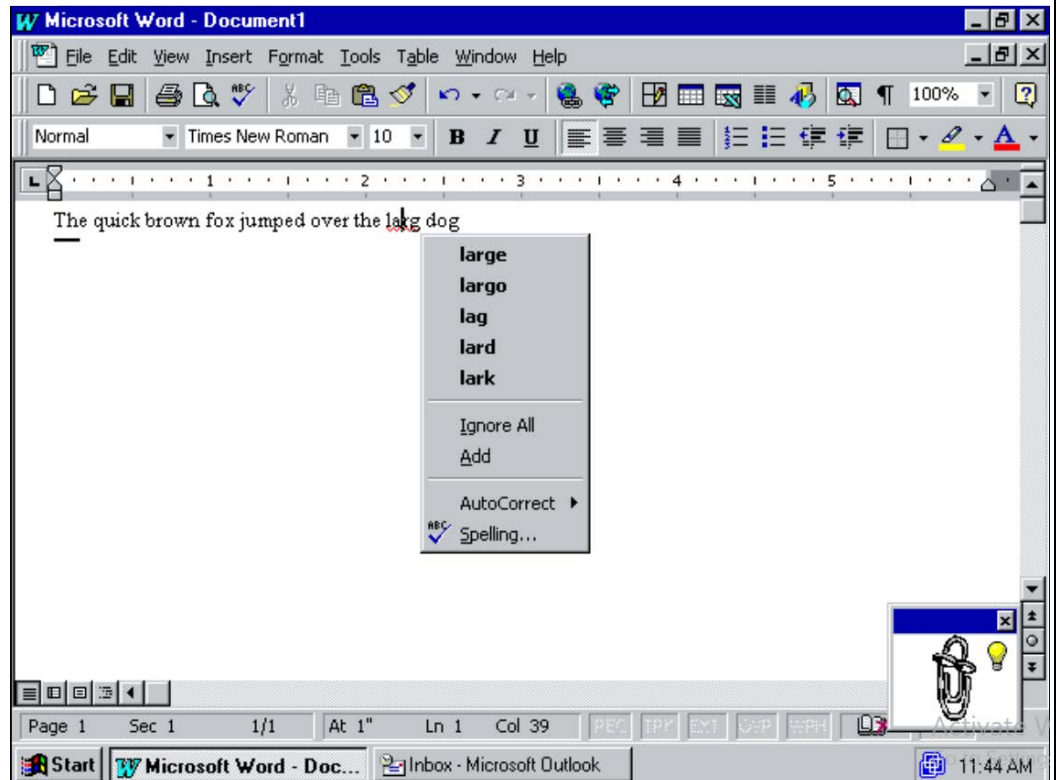 Microsoft Word - Document1
File Edit View Insert Format Tools Table Window Help
ABC 100%
Normal Times New Roman 10 B I U A
1 2 3 4 5
The quick brown fox jumped over the larg dog
large
largo
lag
lard
lark
Ignore All
Add
AutoCorrect
ABC Spelling...
Page 1 Sec 1 1/1 At 1" Ln 1 Col 39 REC TRK EXT OVR WPH
Activate
Start Microsoft Word - Doc... Inbox - Microsoft Outlook 11:44 AM